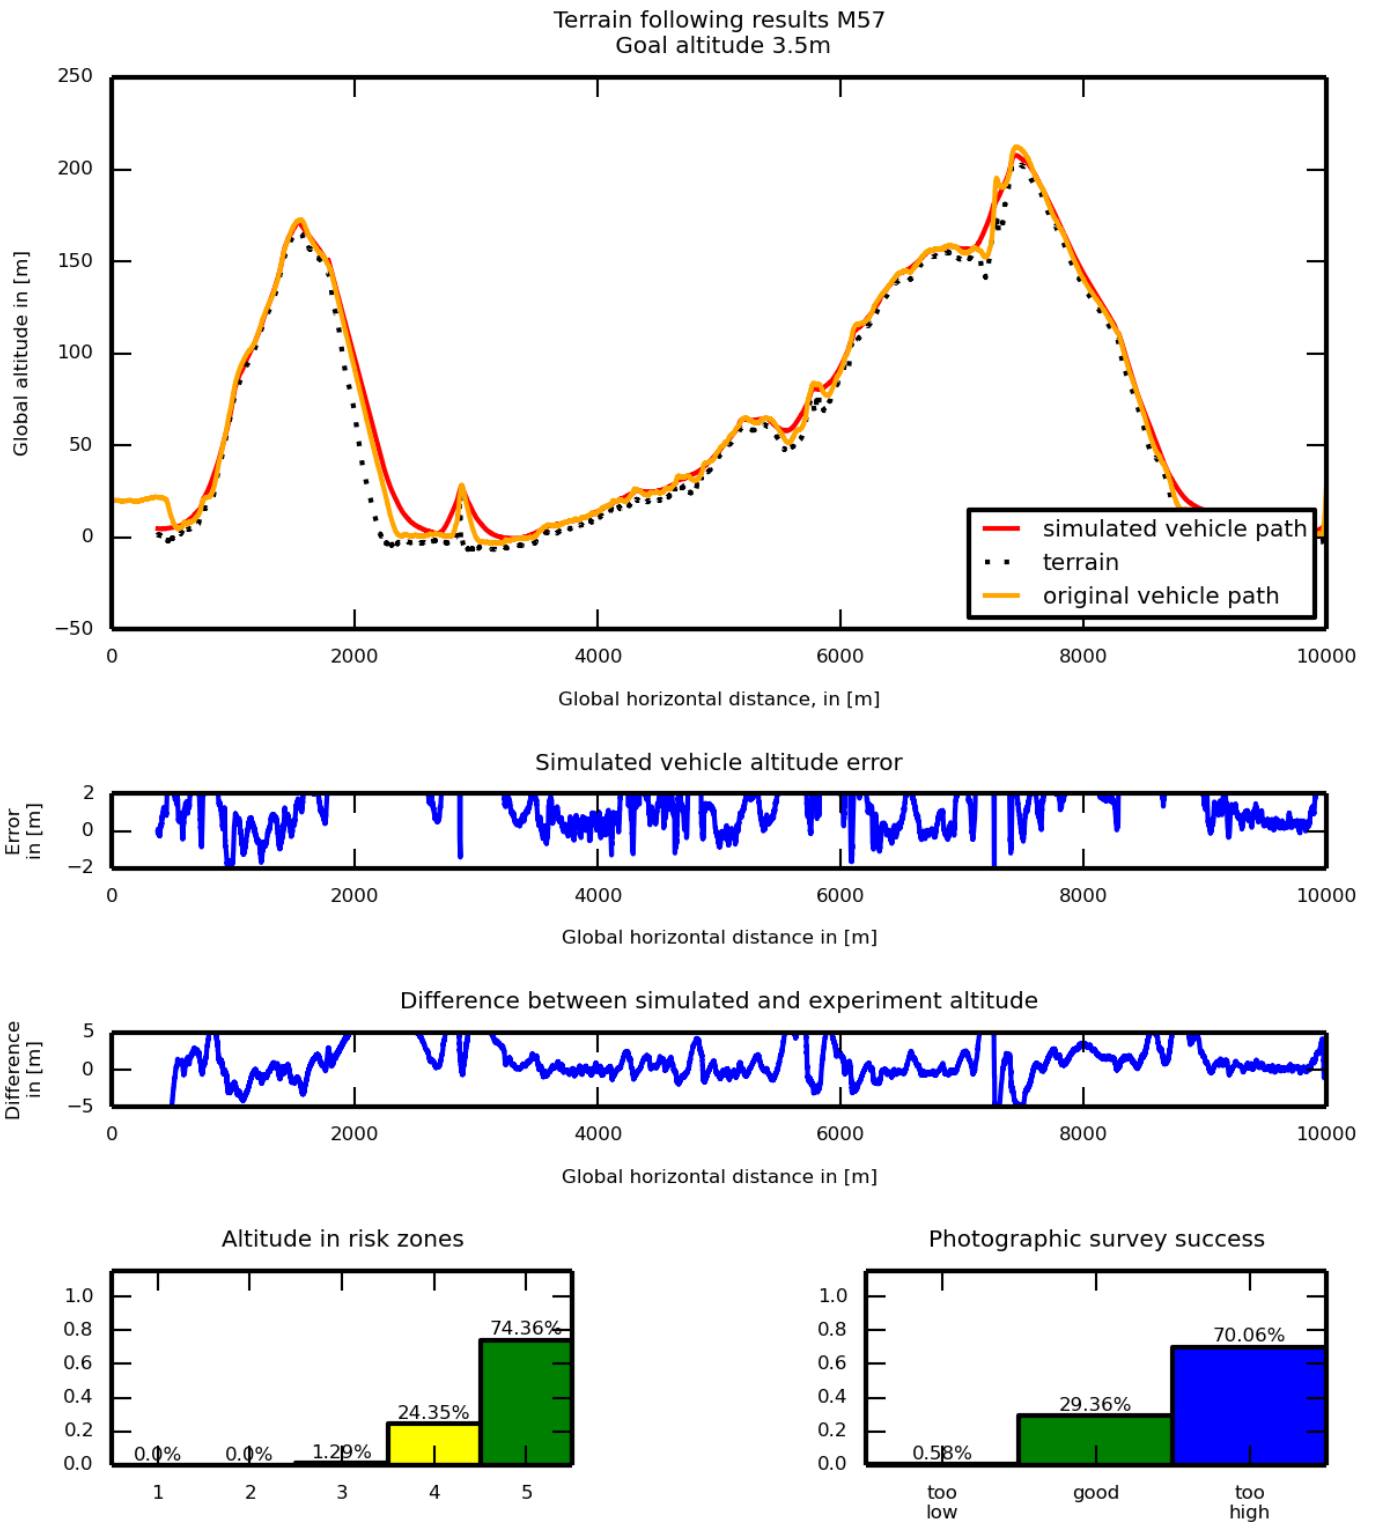 Terrain following results M57
Goal altitude 3.5m
250
200
150
100
50
0
−50
Global altitude in [m]
simulated vehicle path
terrain
original vehicle path
0 2000 4000 6000 8000 10000
Global horizontal distance, in [m]
Simulated vehicle altitude error
2
0
−2
Error
in [m]
0 2000 4000 6000 8000 10000
Global horizontal distance in [m]
Difference between simulated and experiment altitude
5
0
−5
Difference
in [m]
0 2000 4000 6000 8000 10000
Global horizontal distance in [m]
Altitude in risk zones
1.0
0.8
0.6
0.4
0.2
0.0
0.0% 0.0% 1.29% 24.35% 74.36%
1 2 3 4 5
Photographic survey success
1.0
0.8
0.6
0.4
0.2
0.0
0.58% 29.36% 70.06%
too low
good
too high